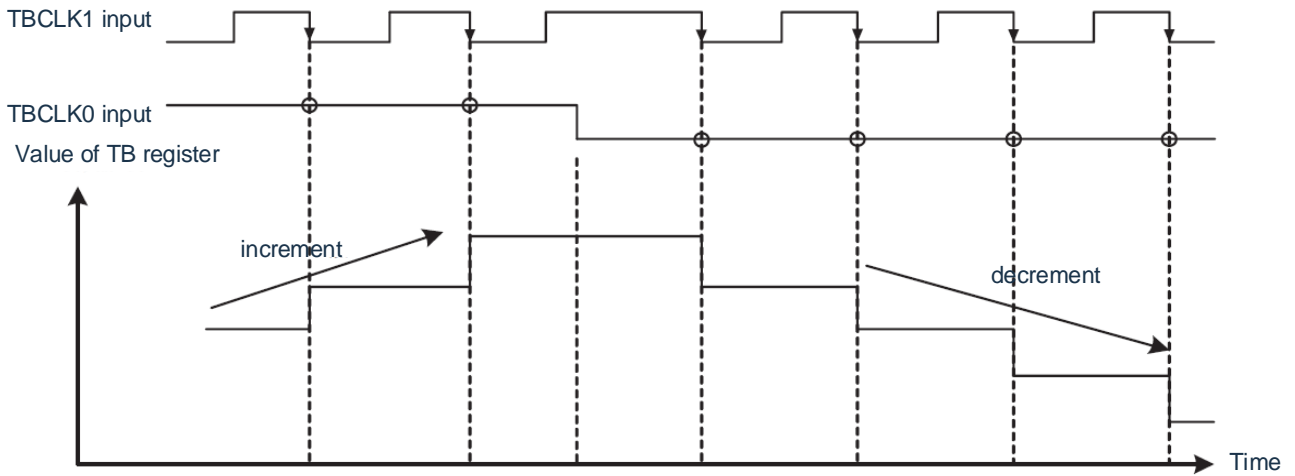 TBCLK1 input
TBCLK0 input
Value of TB register
increment
decrement
Time